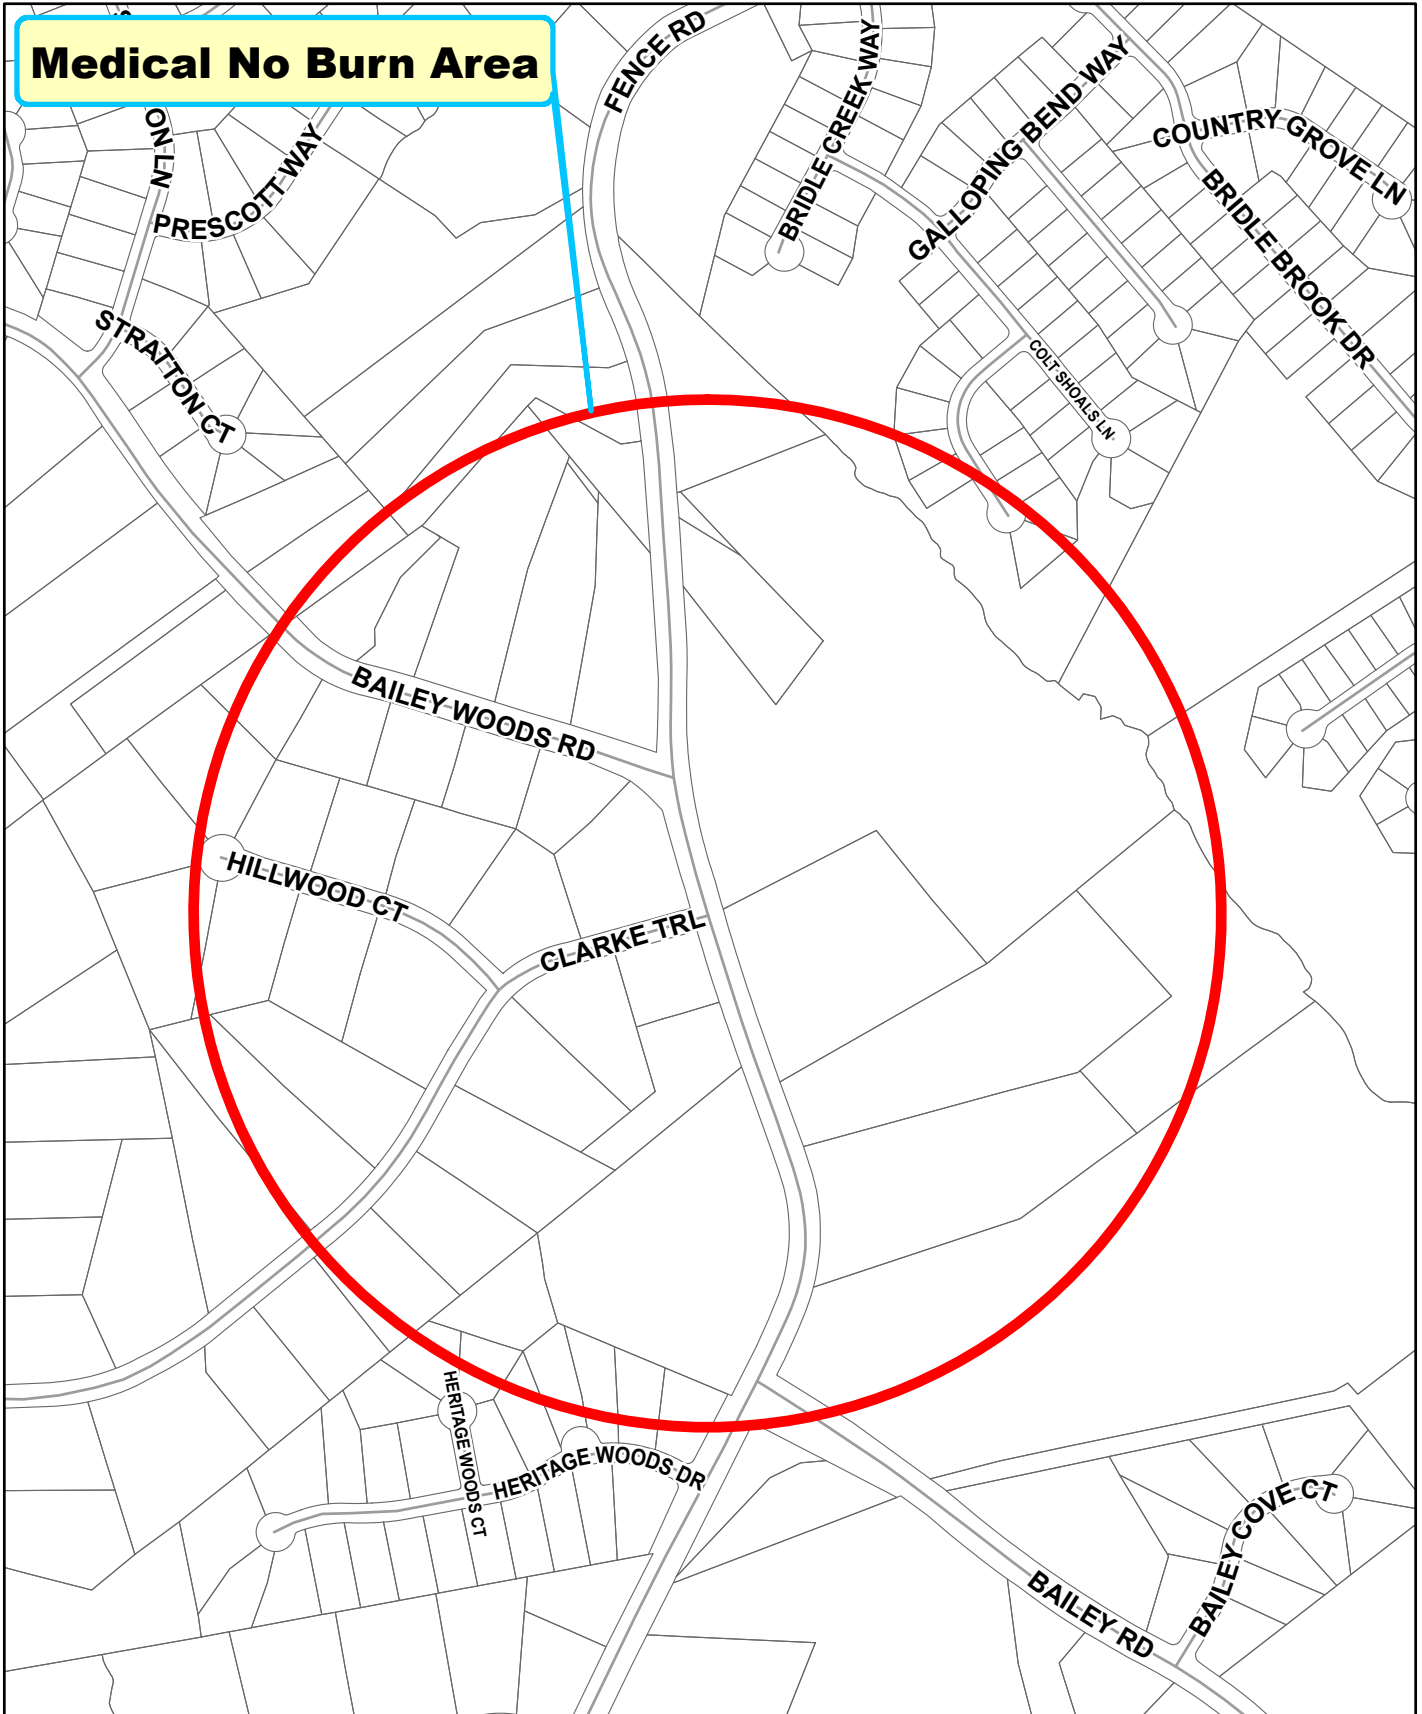 Medical No Burn Area
FENCE RD
BRIDLE CREEK WAY
GALLOPING BEND WAY
COUNTRY GROVE LN
ON LN
PRESCOTT WAY
BRIDLE BROOK DR
STRATTON CT
COLT SHOALS LN
BAILEY WOODS RD
HILLWOOD CT
CLARKE TRL
HERITAGE WOODS CT
HERITAGE WOODS DR
BAILEY COVE CT
BAILEY RD